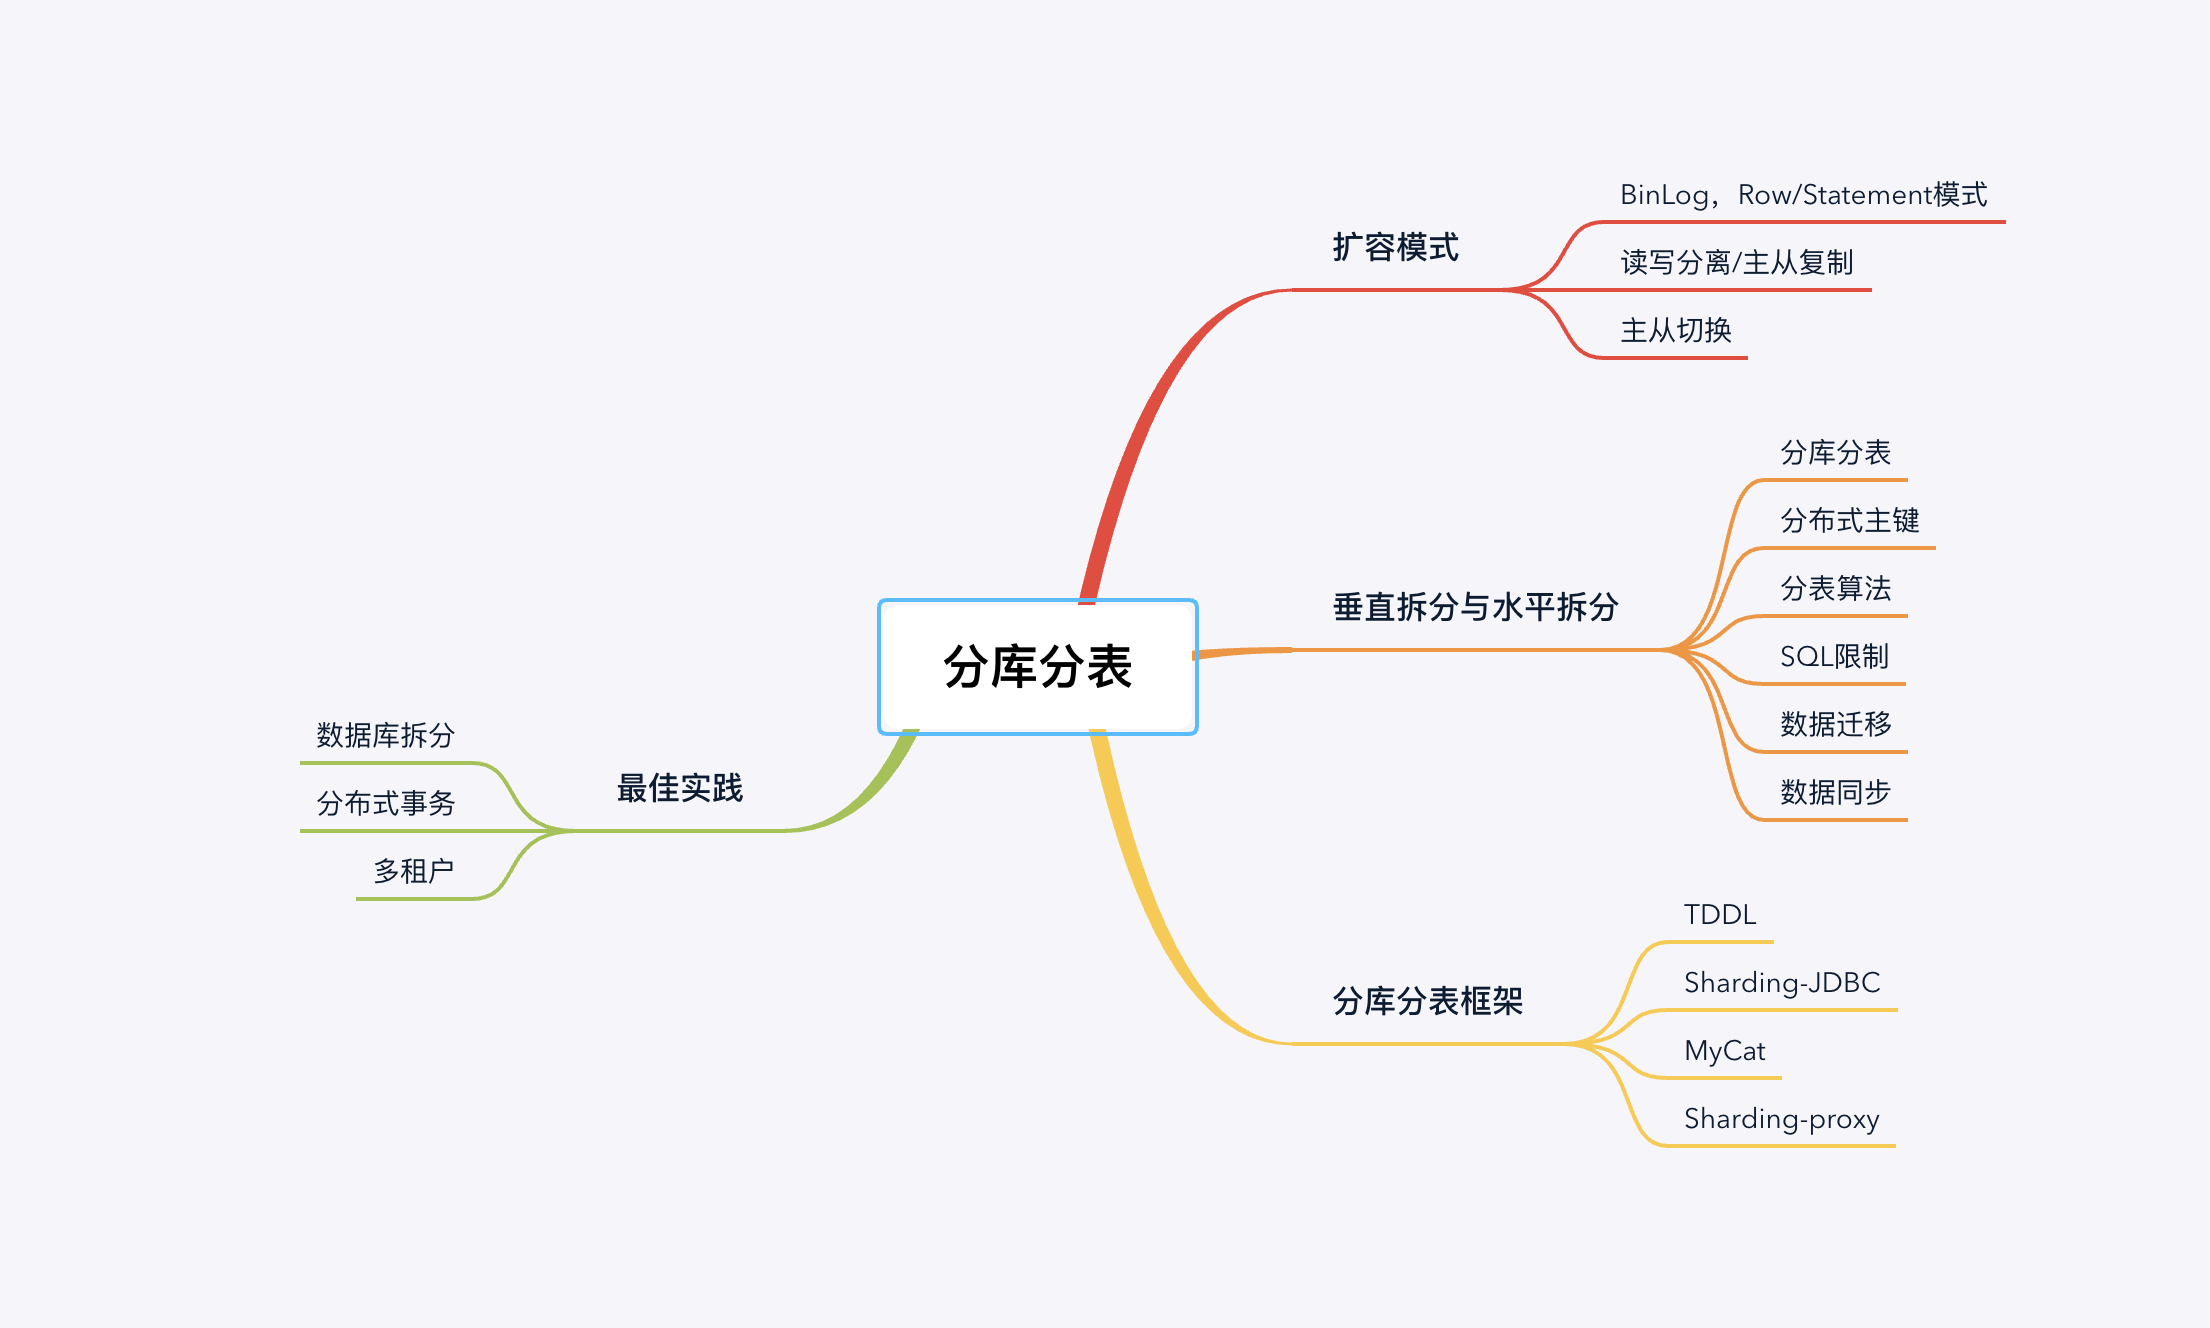 分库分表
扩容模式
BinLog，Row/Statement模式
读写分离/主从复制
主从切换
垂直拆分与水平拆分
分库分表
分布式主键
分表算法
SQL限制
数据迁移
数据同步
分库分表框架
TDDL
Sharding-JDBC
MyCat
Sharding-proxy
最佳实践
数据库拆分
分布式事务
多租户